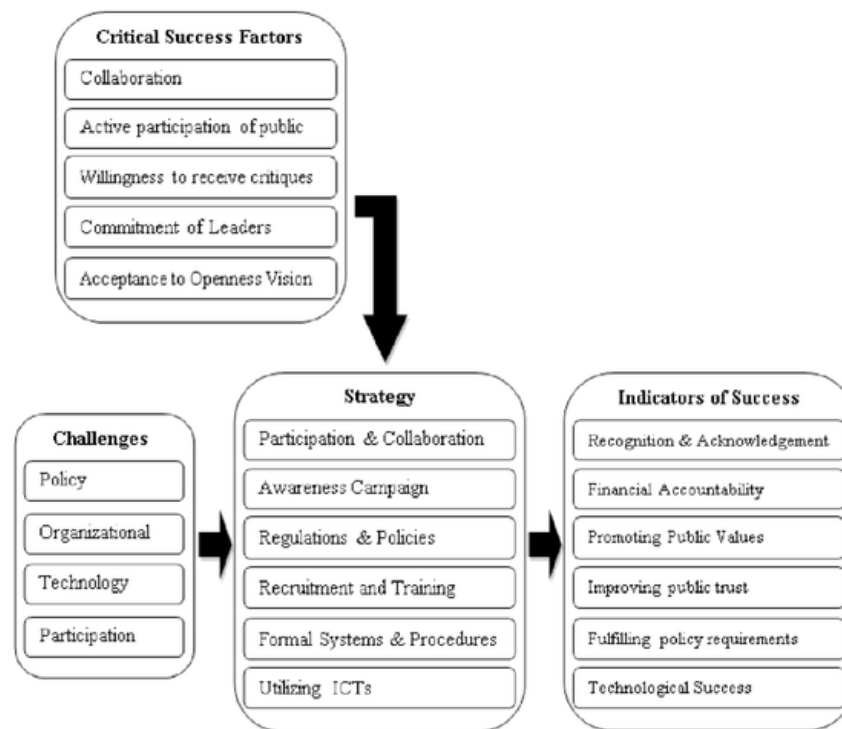 Critical Success Factors
Collaboration
Active participation of public
Willingness to receive critiques
Commitment of Leaders
Acceptance to Openness Vision
Challenges
Policy
Organizational
Technology
Participation
Strategy
Participation & Collaboration
Awareness Campaign
Regulations & Policies
Recruitment and Training
Formal Systems & Procedures
Utilizing ICTs
Indicators of Success
Recognition & Acknowledgement
Financial Accountability
Promoting Public Values
Improving public trust
Fulfilling policy requirements
Technological Success